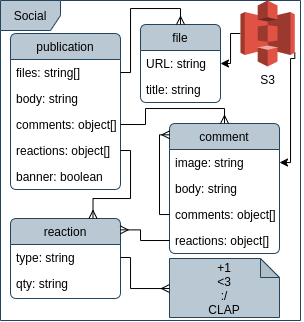 Social
publication
files: string[]
body: string
comments: object[]
reactions: object[]
banner: boolean
file
URL: string
title: string
S3
comment
image: string
body: string
comments: object[]
reactions: object[]
reaction
type: string
qty: string
+1
<3
:/
CLAP